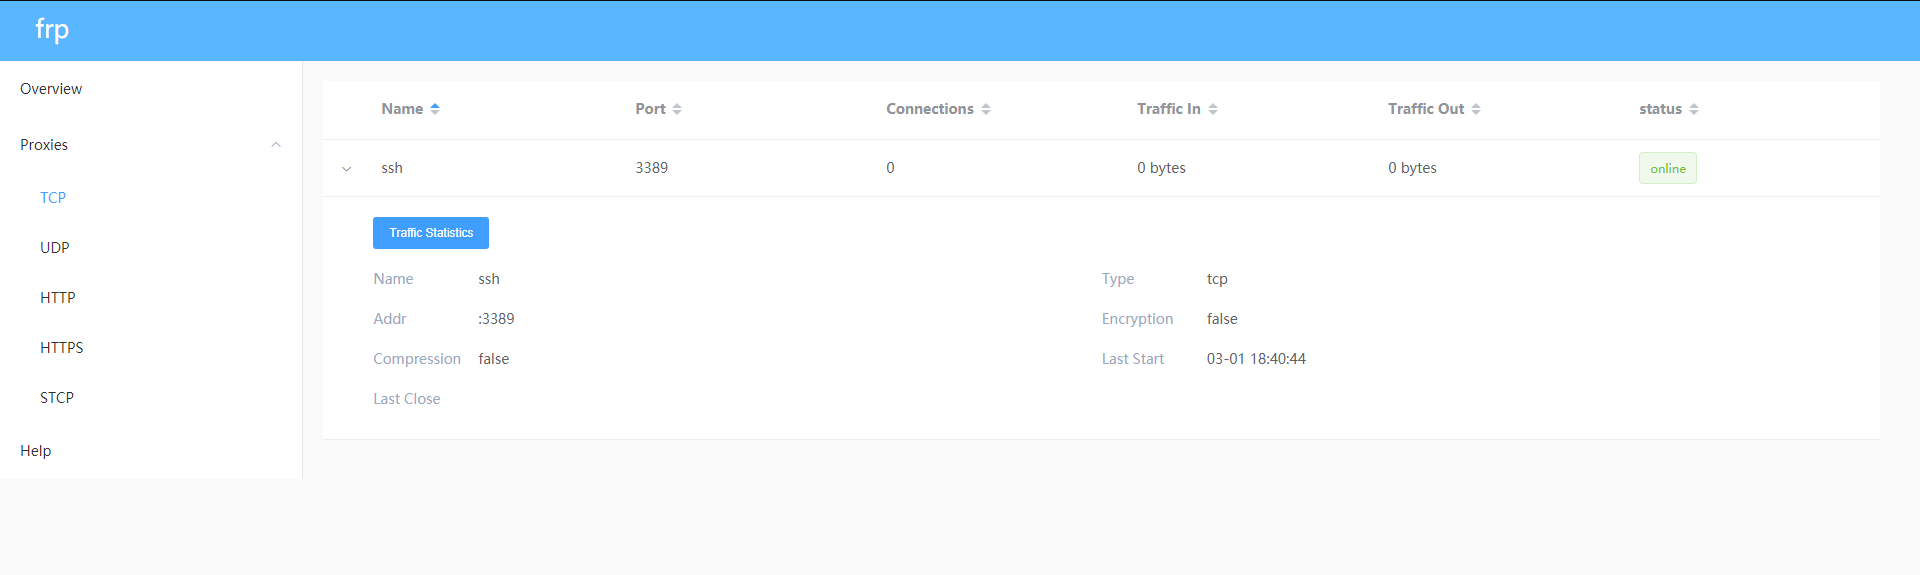 frp
Overview
Proxies
TCP
UDP
HTTP
HTTPS
STCP
Help
Name Port Connections Traffic In Traffic Out status
ssh 3389 0 0 bytes 0 bytes online
Traffic Statistics
Name ssh Type tcp
Addr :3389 Encryption false
Compression false Last Start 03-01 18:40:44
Last Close